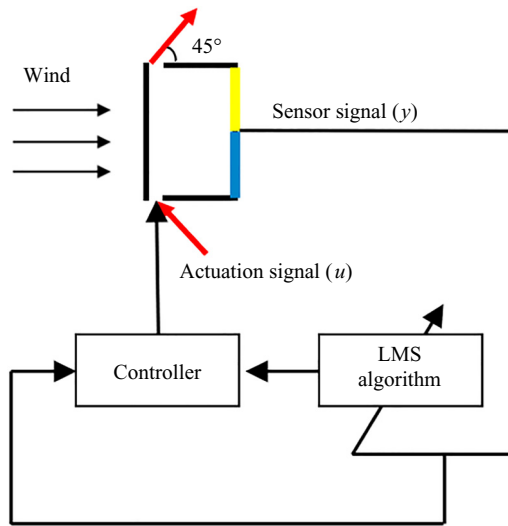 45°
Wind
Sensor signal (y)
Actuation signal (u)
Controller
LMS
algorithm